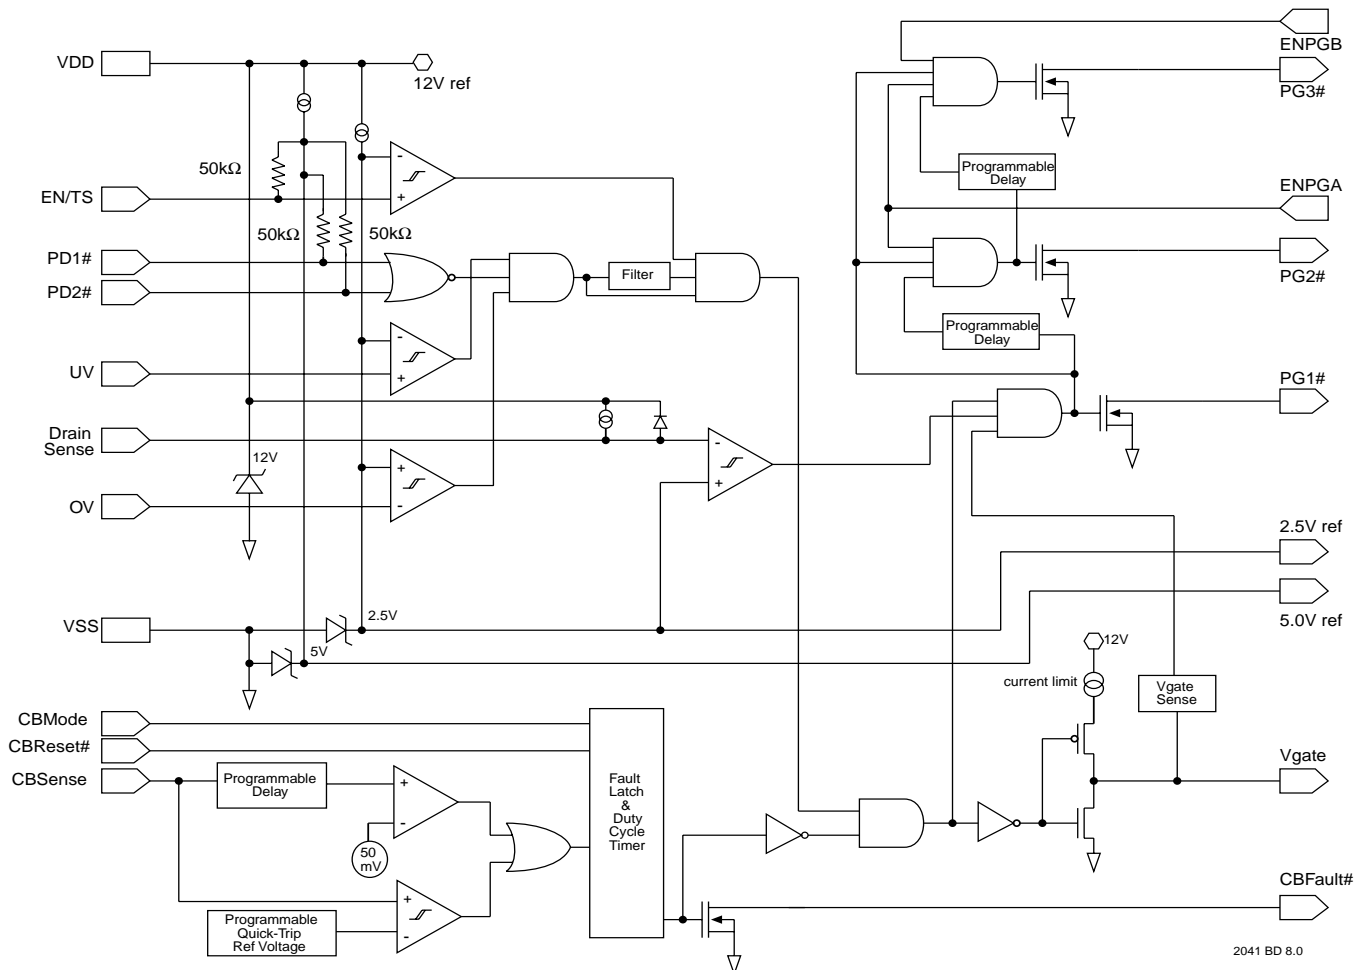 ENPGB
VDD
12V ref
PG3#
50kΩ
Programmable
Delay
EN/TS
ENPGA
50kΩ
50kΩ
PD1#
PG2#
PD2#
Filter
Programmable
Delay
UV
PG1#
Drain
Sense
12V
OV
2.5V ref
2.5V
VSS
5.0V ref
5V
12V
current limit
Vgate
Sense
CBMode
CBReset#
CBSense
Programmable
Delay
Fault
Latch
&
Duty
Cycle
Timer
Vgate
50
mV
CBFault#
Programmable
Quick-Trip
Ref Voltage
2041 BD 8.0